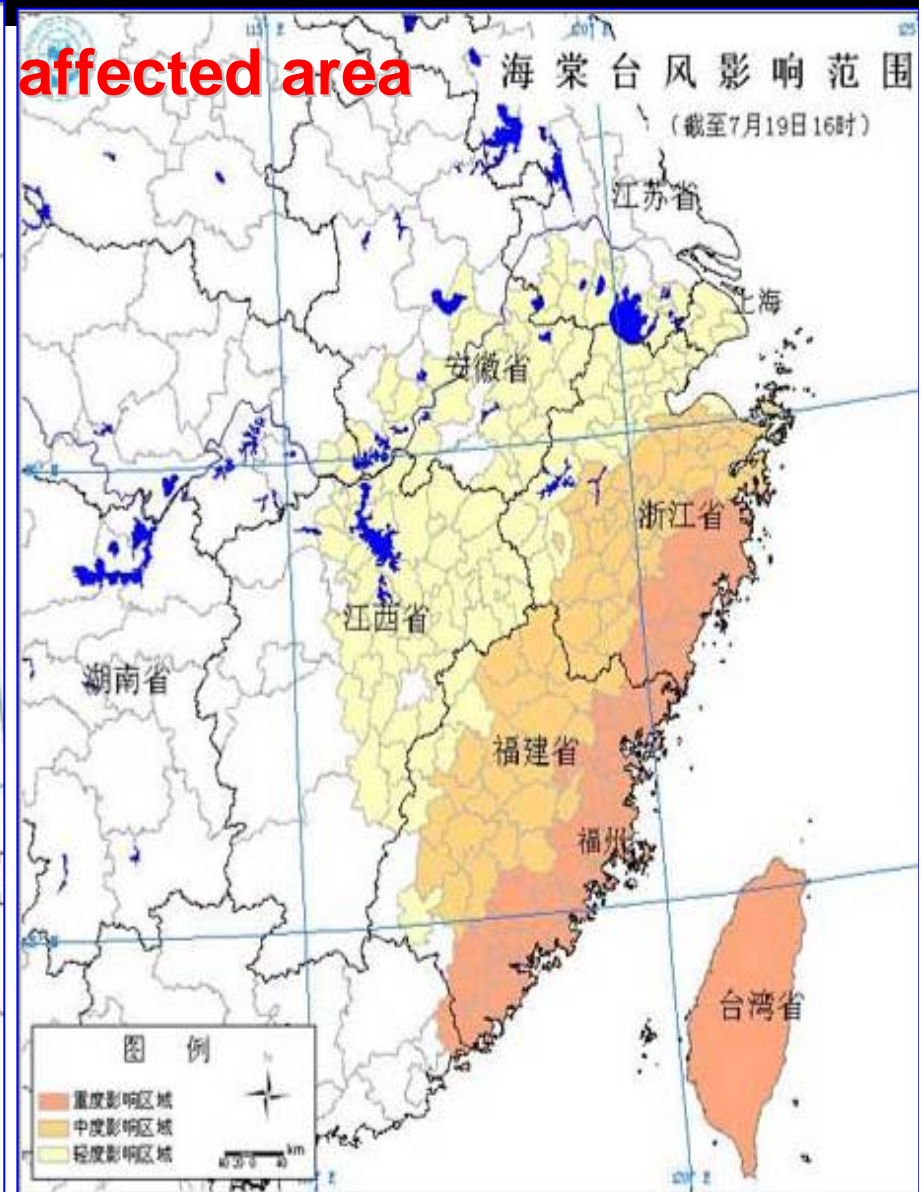 affected area
海棠台风影响范围
（截至7月19日16时）
江苏省
上海
安徽省
浙江省
江西省
湖南省
福建省
福州
台湾省
图 例
重度影响区域
中度影响区域
轻度影响区域
km